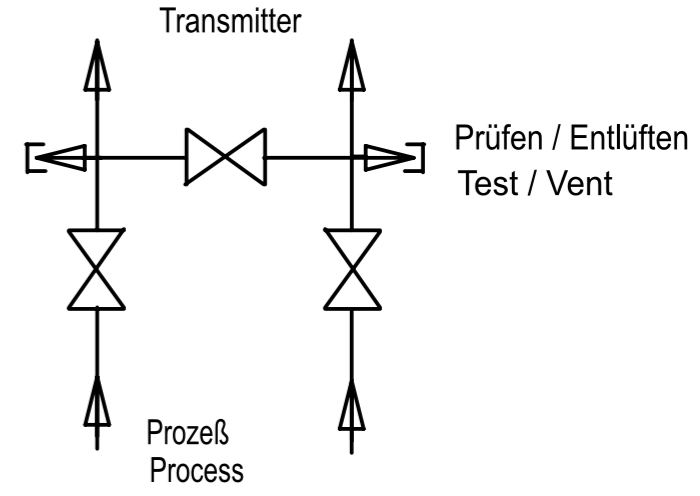 Transmitter
Prüfen / Entlüften
Test / Vent
Prozeß
Process